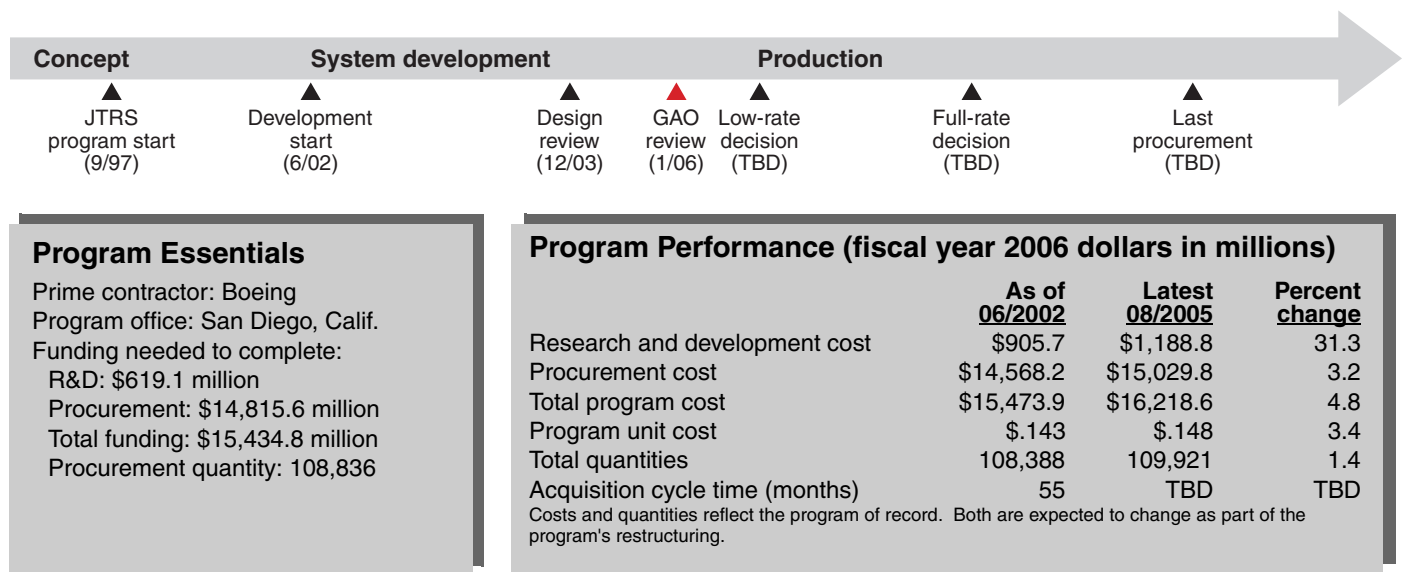 Concept System development Production
JTRS program start (9/97)
Development start (6/02)
Design review (12/03)
GAO review (1/06)
Low-rate decision (TBD)
Full-rate decision (TBD)
Last procurement (TBD)
Program Essentials
Prime contractor: Boeing
Program office: San Diego, Calif.
Funding needed to complete:
R&D: $619.1 million
Procurement: $14,815.6 million
Total funding: $15,434.8 million
Procurement quantity: 108,836
Program Performance (fiscal year 2006 dollars in millions)
As of 06/2002 Latest 08/2005 Percent change
Research and development cost $905.7 $1,188.8 31.3
Procurement cost $14,568.2 $15,029.8 3.2
Total program cost $15,473.9 $16,218.6 4.8
Program unit cost $.143 $.148 3.4
Total quantities 108,388 109,921 1.4
Acquisition cycle time (months) 55 TBD TBD
Costs and quantities reflect the program of record. Both are expected to change as part of the
program's restructuring.